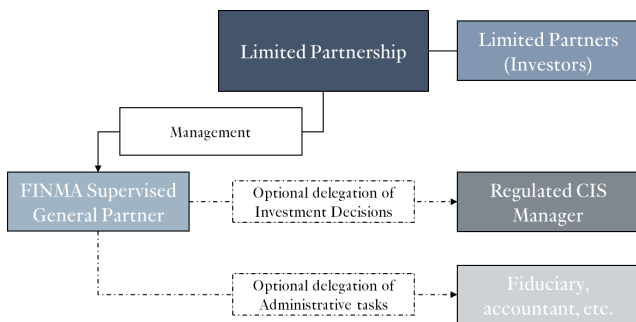 Limited Partnership
Limited Partners
(Investors)
Management
FINMA Supervised
General Partner
Optional delegation of
Investment Decisions
Regulated CIS
Manager
Optional delegation of
Administrative tasks
Fiduciary,
accountant, etc.